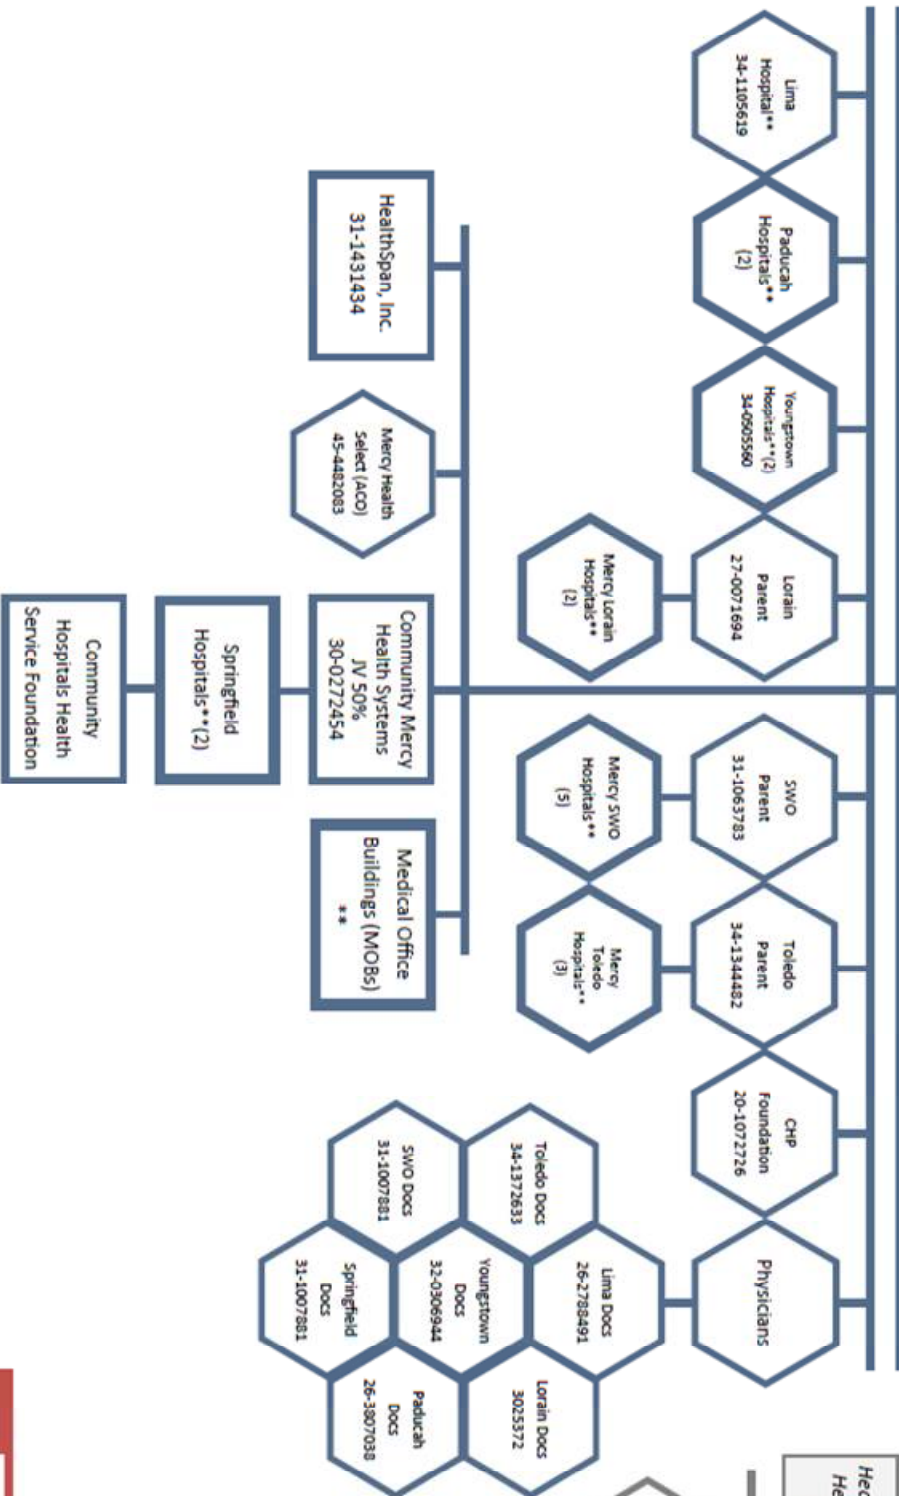 Lima
Hospital**
34-1105619
Paducah
Hospitals**
(2)
Youngstown
Hospitals**(2)
34-0505560
Lorain
Parent
27-0071694
SWO
Parent
31-1063783
Toledo
Parent
34-1344482
CHP
Foundation
20-1072726
Physicians
Mercy Lorain
Hospitals**
(2)
Mercy SWO
Hospitals**
(5)
Mercy
Toledo
Hospitals**
(3)
Lima Docs
26-2788491
Toledo Docs
34-1372633
Lorain Docs
3025372
Youngstown
Docs
32-0306944
SWO Docs
31-1007881
Paducah
Docs
26-3807038
Springfield
Docs
31-1007881
HealthSpan, Inc.
31-1431434
Mercy Health
Select (ACO)
45-4482083
Community Mercy
Health Systems
JV 50%
30-0272454
Medical Office
Buildings (MOBs)
**
Springfield
Hospitals**(2)
Community
Hospitals Health
Service Foundation